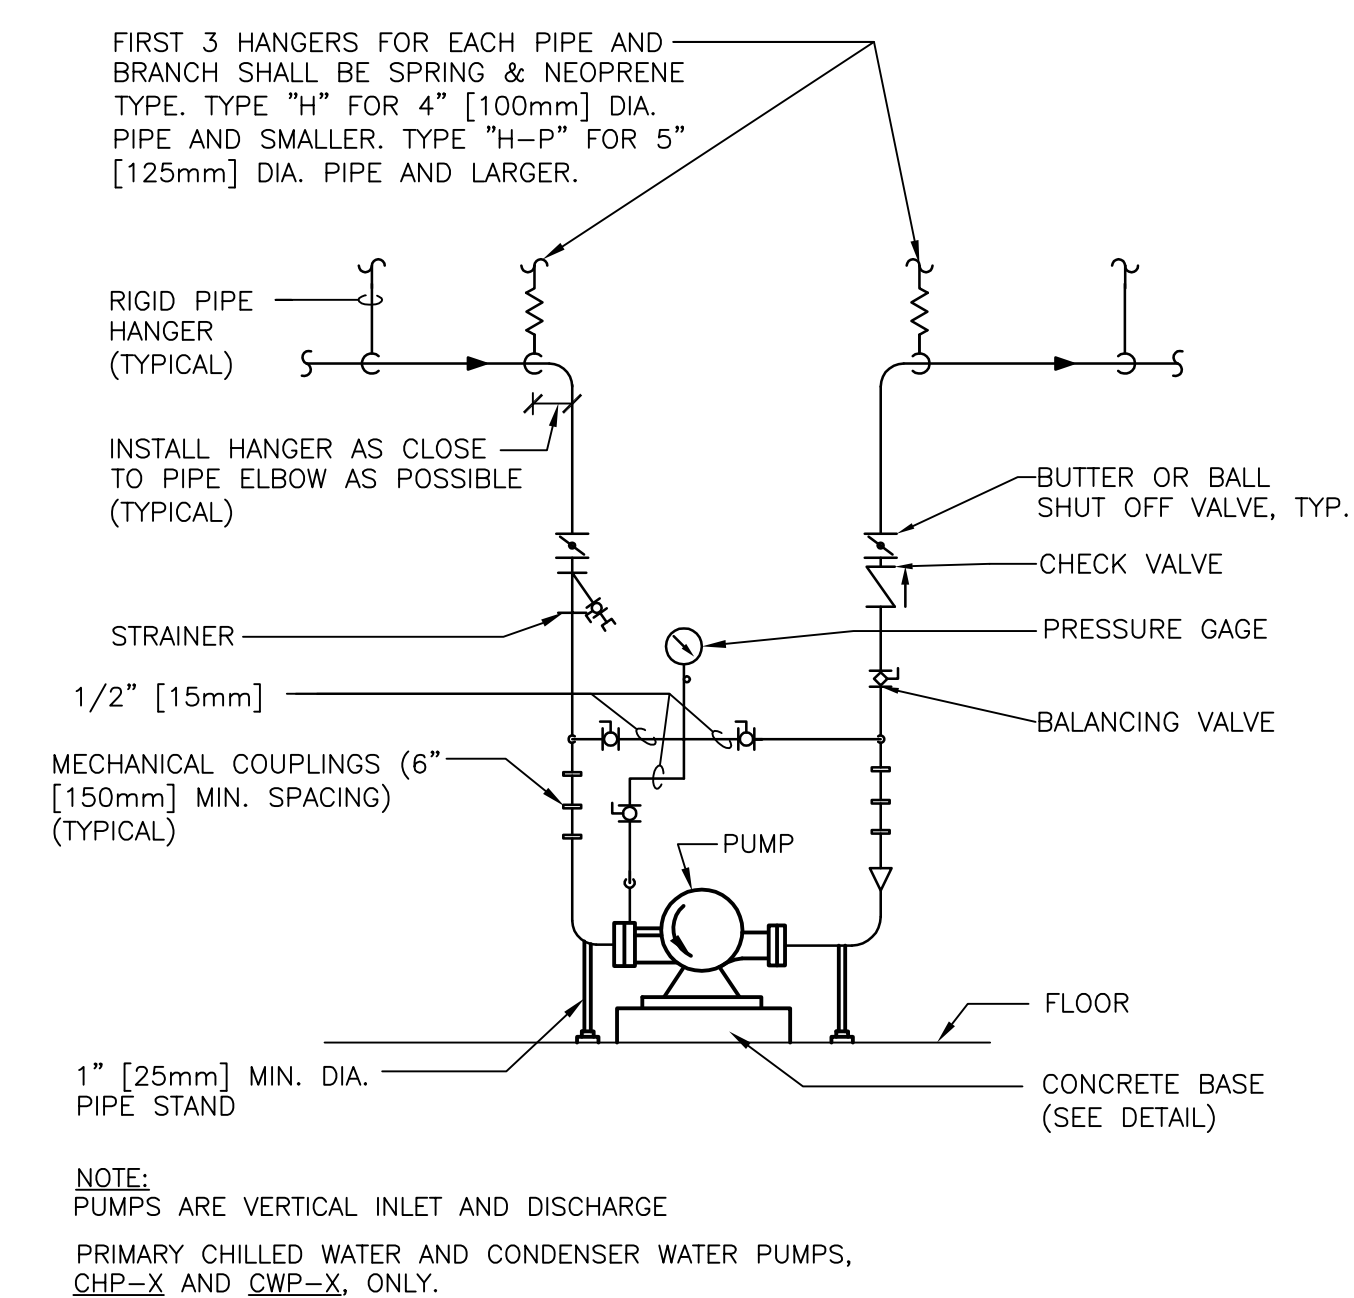 FIRST 3 HANGERS FOR EACH PIPE AND
BRANCH SHALL BE SPRING & NEOPRENE
TYPE. TYPE "H" FOR 4" [100mm] DIA.
PIPE AND SMALLER. TYPE "H-P" FOR 5"
[125mm] DIA. PIPE AND LARGER.
RIGID PIPE
HANGER
(TYPICAL)
INSTALL HANGER AS CLOSE
TO PIPE ELBOW AS POSSIBLE
(TYPICAL)
BUTTER OR BALL
SHUT OFF VALVE, TYP.
CHECK VALVE
STRAINER
PRESSURE GAGE
1/2" [15mm]
BALANCING VALVE
MECHANICAL COUPLINGS (6"
[150mm] MIN. SPACING)
(TYPICAL)
PUMP
FLOOR
1" [25mm] MIN. DIA.
PIPE STAND
CONCRETE BASE
(SEE DETAIL)
NOTE:
PUMPS ARE VERTICAL INLET AND DISCHARGE
PRIMARY CHILLED WATER AND CONDENSER WATER PUMPS,
CHP-X AND CWP-X, ONLY.